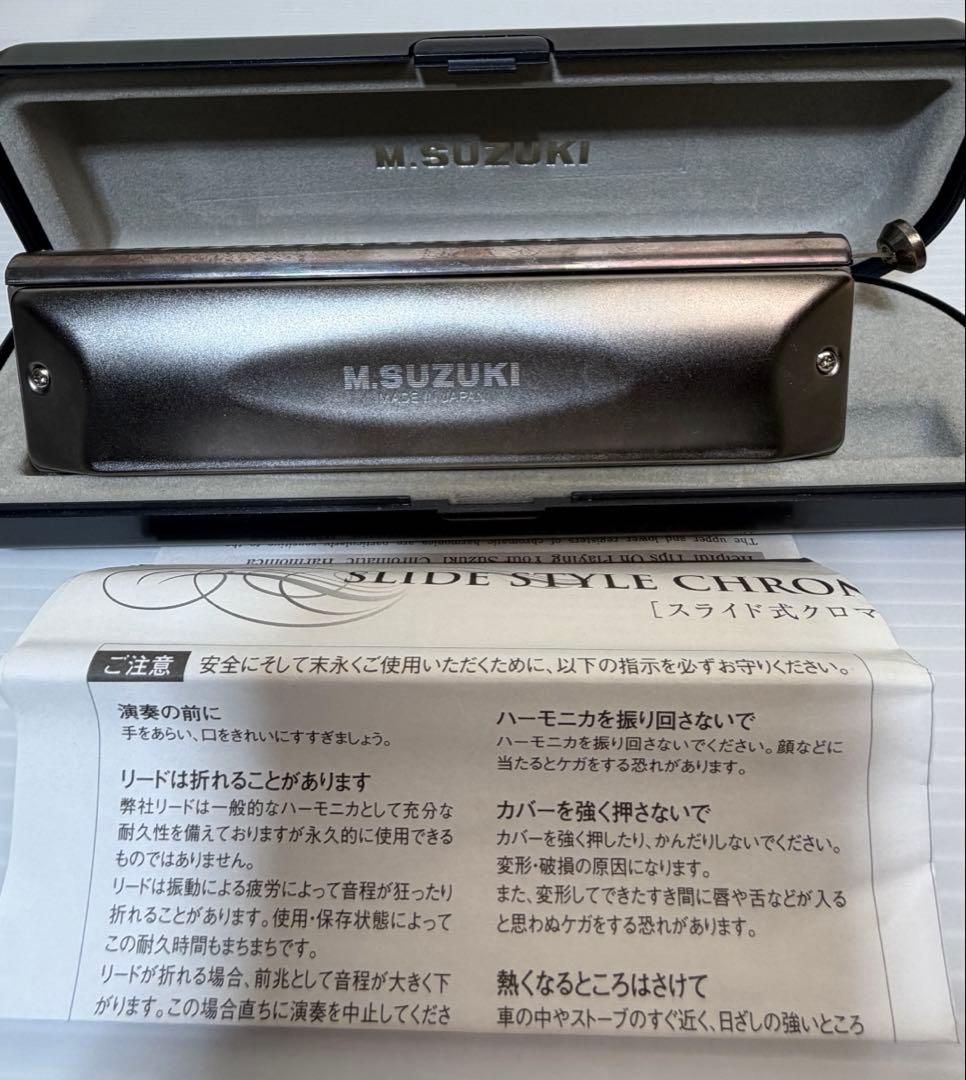 M.SUZUKI
M.SUZUKI
MADE IN JAPAN
The upper and lower registers of chromatic harmonicas are particularly sensitive to the
Helpful Tips On Playing Your Suzuki Chromatic Harmonica
SLIDE STYLE CHROM
[スライド式クロマ
ご注意 安全にそして末永くご使用いただくために、以下の指示を必ずお守りください。
演奏の前に
手をあらい、口をきれいにすすぎましょう。
リードは折れることがあります
弊社リードは一般的なハーモニカとして充分な
耐久性を備えておりますが永久的に使用できる
ものではありません。
リードは振動による疲労によって音程が狂ったり
折れることがあります。使用・保存状態によって
この耐久時間もまちまちです。
リードが折れる場合、前兆として音程が大きく下
がります。この場合直ちに演奏を中止してくださ
ハーモニカを振り回さないで
ハーモニカを振り回さないでください。顔などに
当たるとケガをする恐れがあります。
カバーを強く押さないで
カバーを強く押したり、かんだりしないでください。
変形・破損の原因になります。
また、変形してできたすき間に唇や舌などが入る
と思わぬケガをする恐れがあります。
熱くなるところはさけて
車の中やストーブのすぐ近く、日ざしの強いところ